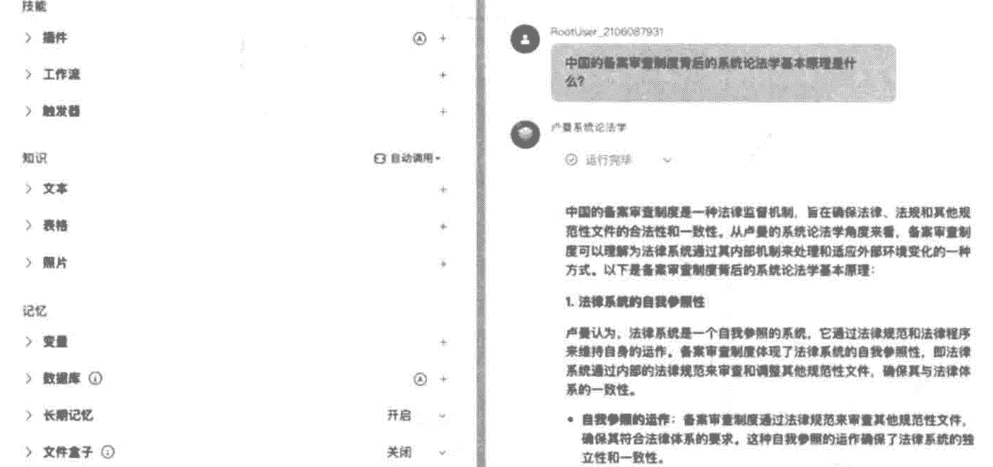 技能
插件
工作流
触发器
知识
自动调用
文本
表格
照片
记忆
变量
数据库
长期记忆 开启
文件盒子 关闭
RootUser_2106087931
中国的备案审查制度背后的系统论法学基本原理是什
么?
卢曼系统论法学
运行完毕
中国的备案审查制度是一种法律监督机制，旨在确保法律、法规和其他规
范性文件的合法性和一致性。从卢曼的系统论法学角度来看，备案审查制
度可以理解为法律系统通过其内部机制来处理和适应外部环境变化的一种
方式。以下是备案审查制度背后的系统论法学基本原理：
1. 法律系统的自我参照性
卢曼认为，法律系统是一个自我参照的系统，它通过法律规范和法律程序
来维持自身的运作。备案审查制度体现了法律系统的自我参照性，即法律
系统通过内部的法律规范来审查和调整其他规范性文件，确保其与法律体
系的一致性。
• 自我参照的运作：备案审查制度通过法律规范来审查其他规范性文件，
确保其符合法律体系的要求。这种自我参照的运作确保了法律系统的独
立性和一致性。